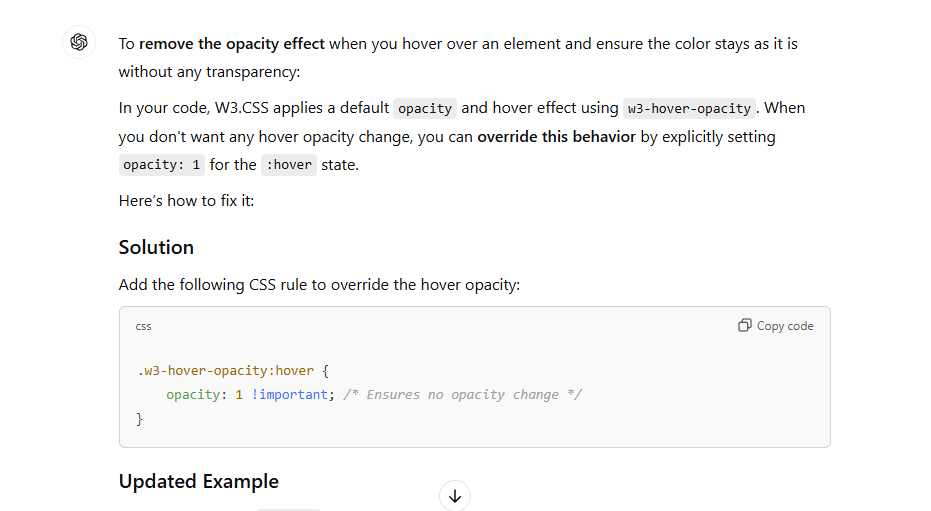 To remove the opacity effect when you hover over an element and ensure the color stays as it is
without any transparency:
In your code, W3.CSS applies a default opacity and hover effect using w3-hover-opacity. When
you don't want any hover opacity change, you can override this behavior by explicitly setting
opacity: 1 for the :hover state.
Here's how to fix it:
Solution
Add the following CSS rule to override the hover opacity:
css Copy code
.w3-hover-opacity:hover {
    opacity: 1 !important; /* Ensures no opacity change */
}
Updated Example